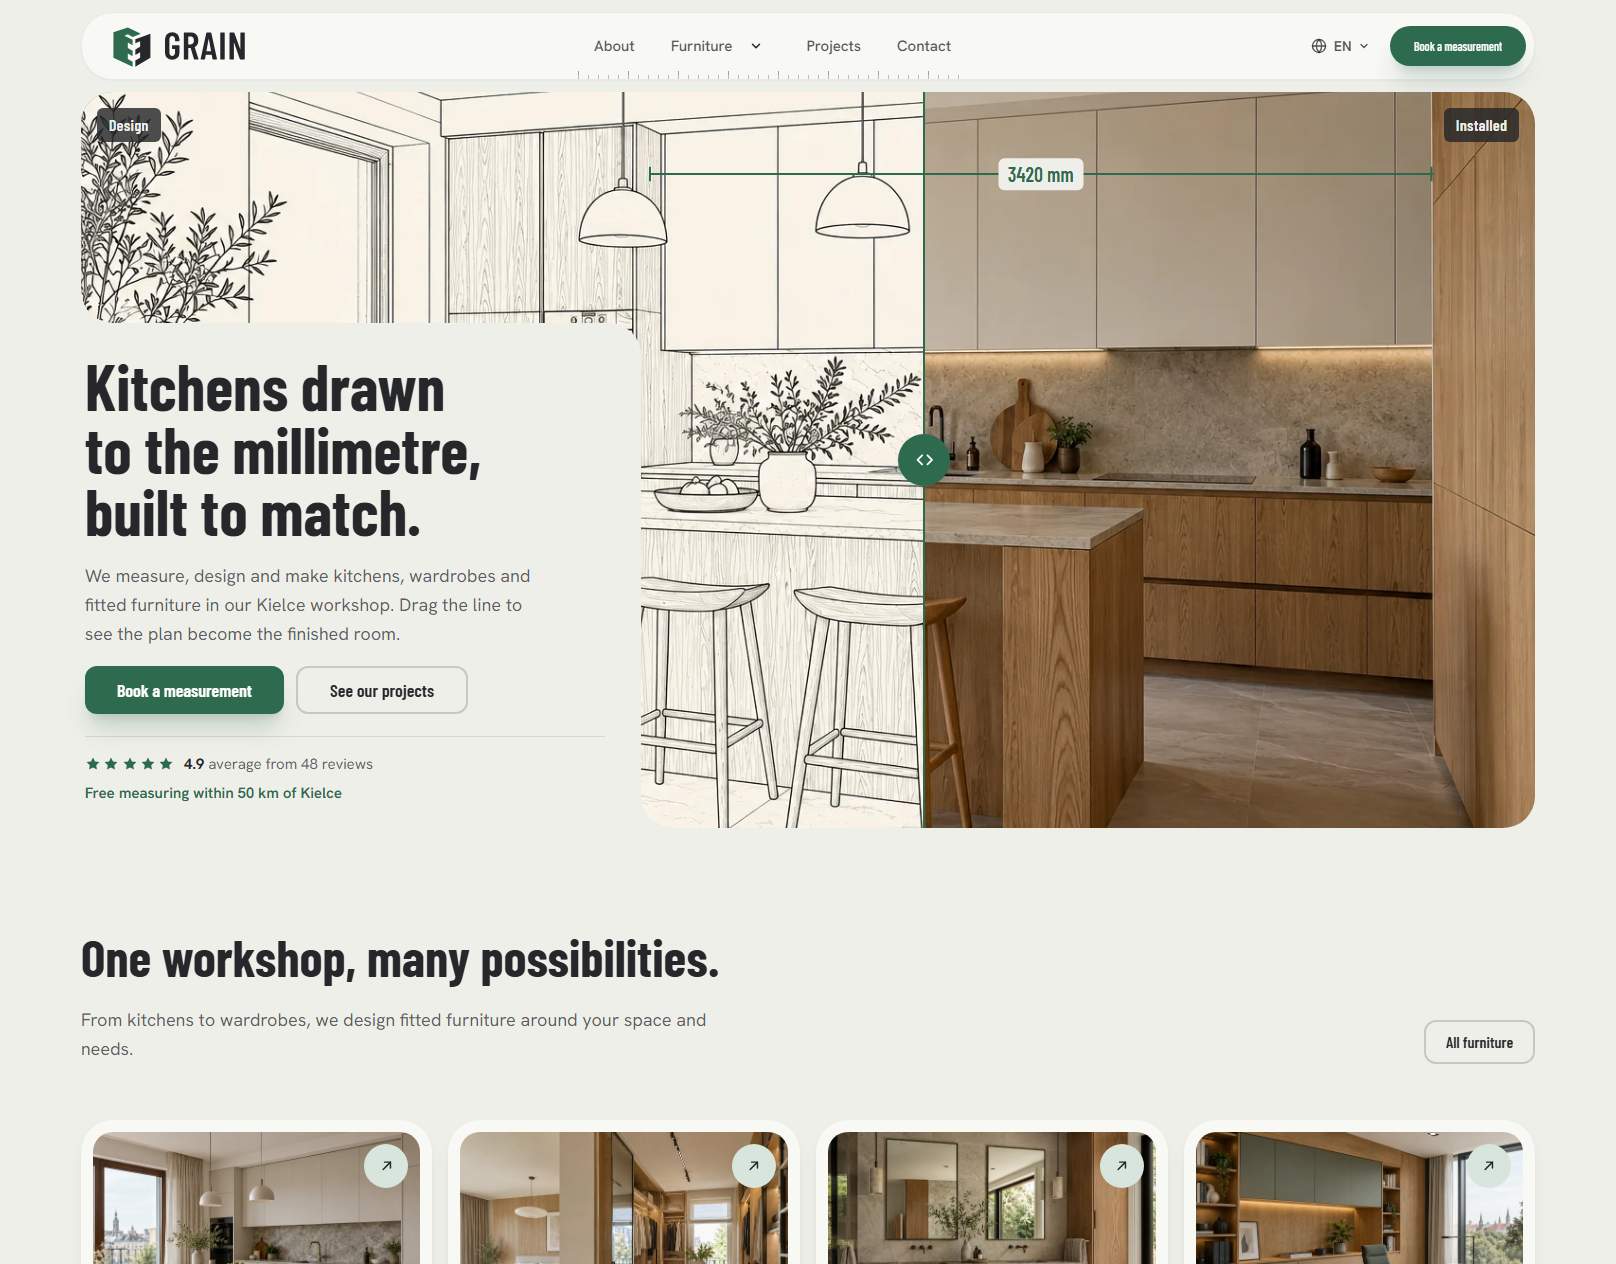 GRAIN
About
Furniture
Projects
Contact
EN
Book a measurement
Design
Installed
3420 mm
Kitchens drawn
to the millimetre,
built to match.
We measure, design and make kitchens, wardrobes and
fitted furniture in our Kielce workshop. Drag the line to
see the plan become the finished room.
Book a measurement
See our projects
4.9 average from 48 reviews
Free measuring within 50 km of Kielce
One workshop, many possibilities.
From kitchens to wardrobes, we design fitted furniture around your space and
needs.
All furniture